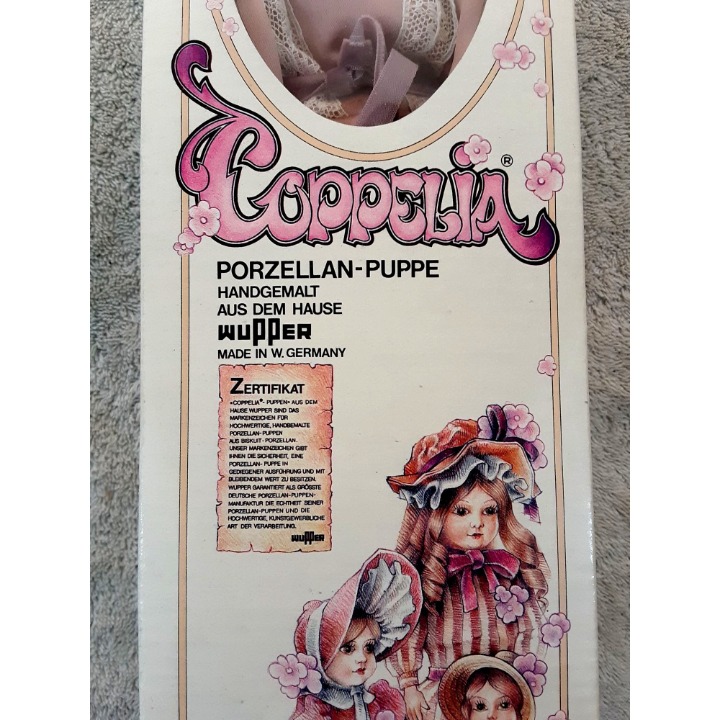 COPPELIA®
PORZELLAN-PUPPE
HANDGEMALT
AUS DEM HAUSE
WUPPER
MADE IN W. GERMANY
ZERTIFIKAT
«COPPELIA®-PUPPEN» AUS DEM
HAUSE WUPPER SIND DAS
MARKENZEICHEN FÜR
HOCHWERTIGE, HANDBEMALTE
PORZELLAN-PUPPEN
AUS BISKUIT-PORZELLAN.
UNSER MARKENZEICHEN GIBT
IHNEN DIE SICHERHEIT, EINE
PORZELLAN-PUPPE IN
GEDIEGENER AUSFÜHRUNG UND MIT
BLEIBENDEM WERT ZU BESITZEN.
WUPPER GARANTIERT ALS GRÖSSTE
DEUTSCHE PORZELLAN-PUPPEN-
MANUFAKTUR DIE ECHTHEIT SEINER
PORZELLAN-PUPPEN UND DIE
HOCHWERTIGE, KUNSTGEWERBLICHE
ART DER VERARBEITUNG.
WUPPER